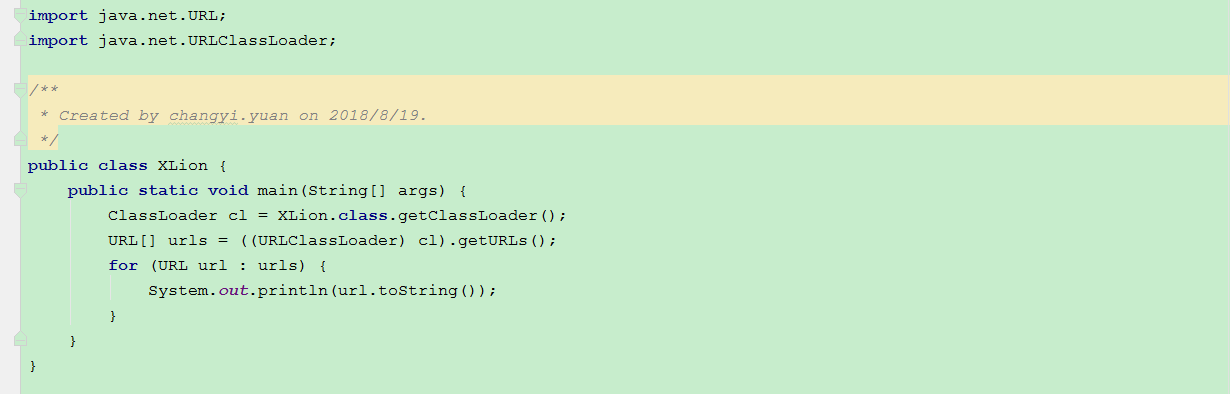 import java.net.URL;
import java.net.URLClassLoader;
/**
 * Created by changyi.yuan on 2018/8/19.
 */
public class XLion {
    public static void main(String[] args) {
        ClassLoader cl = XLion.class.getClassLoader();
        URL[] urls = ((URLClassLoader) cl).getURLs();
        for (URL url : urls) {
            System.out.println(url.toString());
        }
    }
}